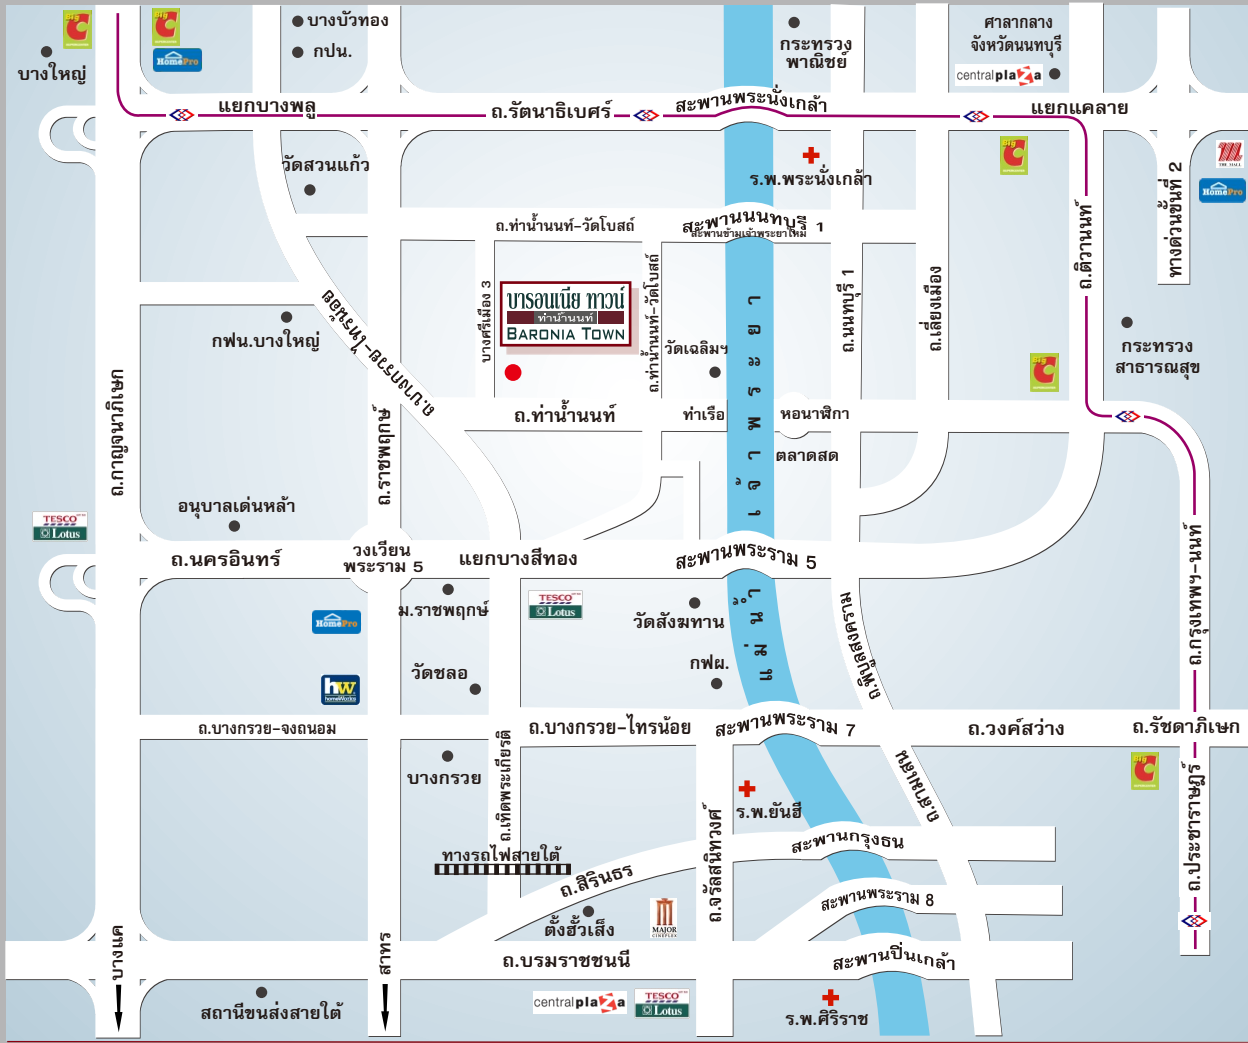 Big
C
Big
C
บางใหญ่
HomePro
บางบัวทอง
กปน.
กระทรวง
พาณิชย์
ศาลากลาง
จังหวัดนนทบุรี
centralplaza
แยกบางพลู
ถ.รัตนาธิเบศร์
สะพานพระนั่งเกล้า
แยกแคลาย
วัดสวนแก้ว
ร.พ.พระนั่งเกล้า
Big
C
THE MALL
HomePro
ทางด่วนขั้นที่ 2
ถ.ท่าน้ำนนท์-วัดโบสถ์
สะพานนนทบุรี 1
สะพานข้ามเจ้าพระยาใหม่
ถ.ติวานนท์
ถ.บางกรวย-ไทรน้อย
บางศรีเมือง 3
บารอนเนีย ทาวน์
ท่าน้ำนนท์
BARONIA TOWN
ถ.ท่าน้ำนนท์-วัดโบสถ์
ถ.นนทบุรี 1
ถ.เลี่ยงเมือง
กฟน.บางใหญ่
วัดเฉลิมฯ
แม่น้ำเจ้าพระยา
กระทรวง
สาธารณสุข
Big
C
ถ.กาญจนาภิเษก
ถ.ราชพฤกษ์
ถ.ท่าน้ำนนท์
ท่าเรือ
หอนาฬิกา
ตลาดสด
อนุบาลเด่นหล้า
TESCO
Lotus
ถ.นครอินทร์
วงเวียน
พระราม 5
แยกบางสีทอง
สะพานพระราม 5
ม.ราชพฤกษ์
TESCO
Lotus
วัดสังฆทาน
ถ.พิบูลสงคราม
ถ.กรุงเทพฯ-นนท์
HomePro
วัดชลอ
กฟผ.
hw
homeWorks
ถ.บางกรวย-จงถนอม
ถ.บางกรวย-ไทรน้อย
สะพานพระราม 7
ถ.วงค์สว่าง
ถ.รัชดาภิเษก
บางกรวย
ถ.เทิดพระเกียรติ
ร.พ.ยันฮี
ถ.สามเสน
Big
C
ถ.ประชาราษฎร์
ทางรถไฟสายใต้
ถ.จรัลสนิทวงศ์
สะพานกรุงธน
ถ.สิรินธร
สะพานพระราม 8
ตั้งฮั่วเส็ง
MAJOR
CINEPLEX
บางแค
สาทร
ถ.บรมราชชนนี
สะพานปิ่นเกล้า
สถานีขนส่งสายใต้
centralplaza
TESCO
Lotus
ร.พ.ศิริราช